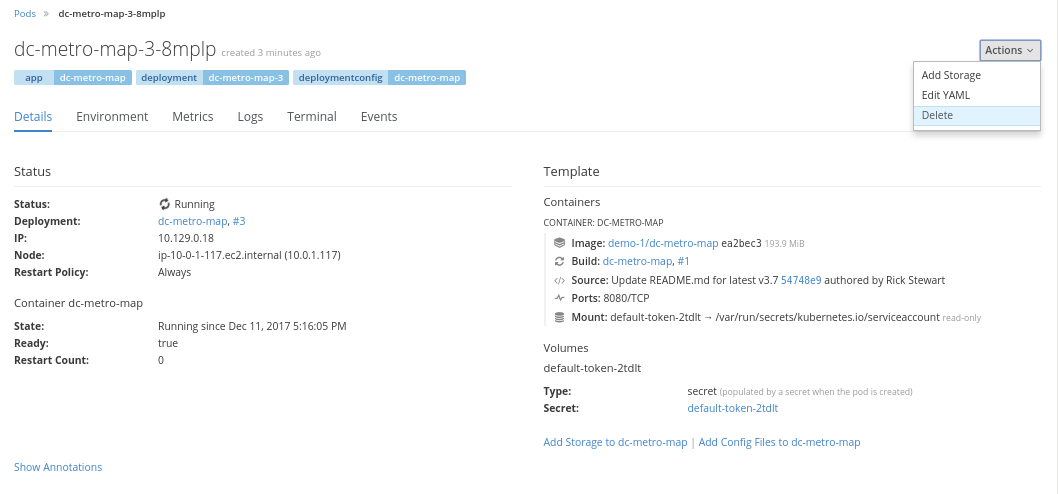 Pods » dc-metro-map-3-8mplp
dc-metro-map-3-8mplp created 3 minutes ago
Actions
app dc-metro-map deployment dc-metro-map-3 deploymentconfig dc-metro-map
Add Storage
Edit YAML
Delete
Details Environment Metrics Logs Terminal Events
Status
Status: Running
Deployment: dc-metro-map, #3
IP: 10.129.0.18
Node: ip-10-0-1-117.ec2.internal (10.0.1.117)
Restart Policy: Always
Container dc-metro-map
State: Running since Dec 11, 2017 5:16:05 PM
Ready: true
Restart Count: 0
Show Annotations
Template
Containers
CONTAINER: DC-METRO-MAP
Image: demo-1/dc-metro-map ea2bec3 193.9 MiB
Build: dc-metro-map, #1
</> Source: Update README.md for latest v3.7 54748e9 authored by Rick Stewart
Ports: 8080/TCP
Mount: default-token-2tdlt → /var/run/secrets/kubernetes.io/serviceaccount read-only
Volumes
default-token-2tdlt
Type: secret (populated by a secret when the pod is created)
Secret: default-token-2tdlt
Add Storage to dc-metro-map | Add Config Files to dc-metro-map